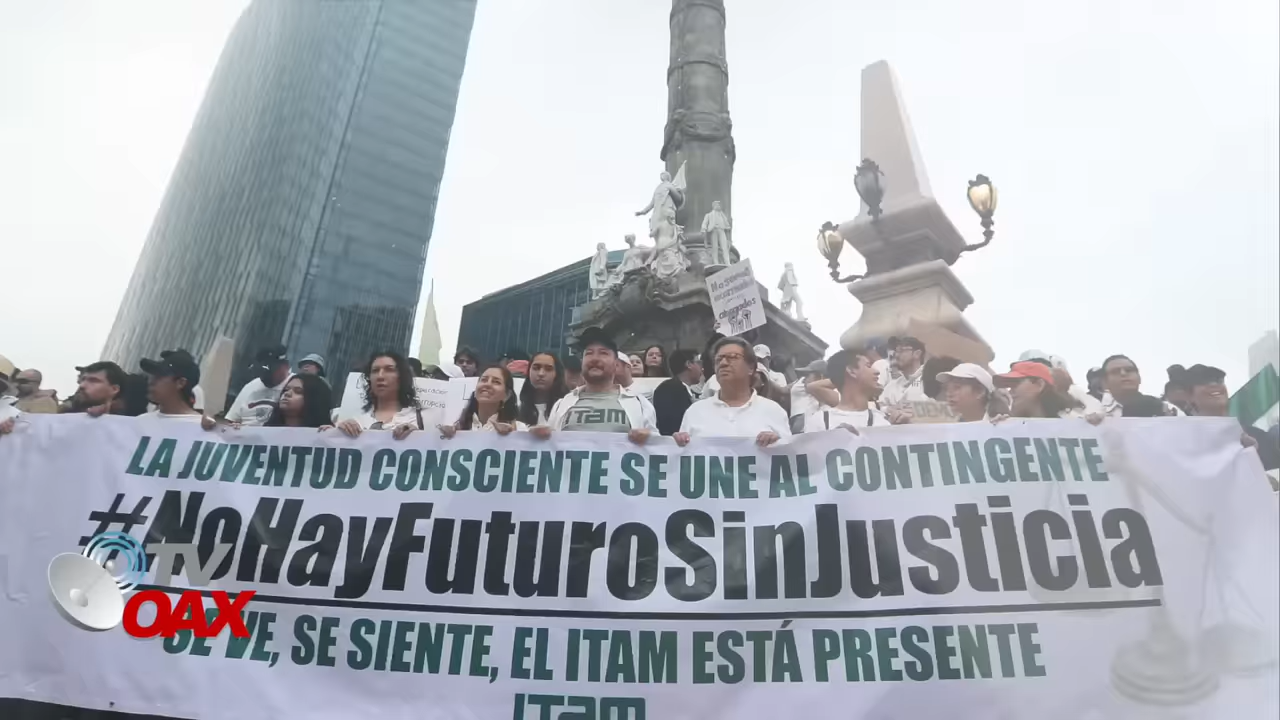 ITAM
LA JUVENTUD CONSCIENTE SE UNE AL CONTINGENTE
#NoHayFuturoSinJusticia
SE VE, SE SIENTE, EL ITAM ESTÁ PRESENTE
ITAM
TV
OAX